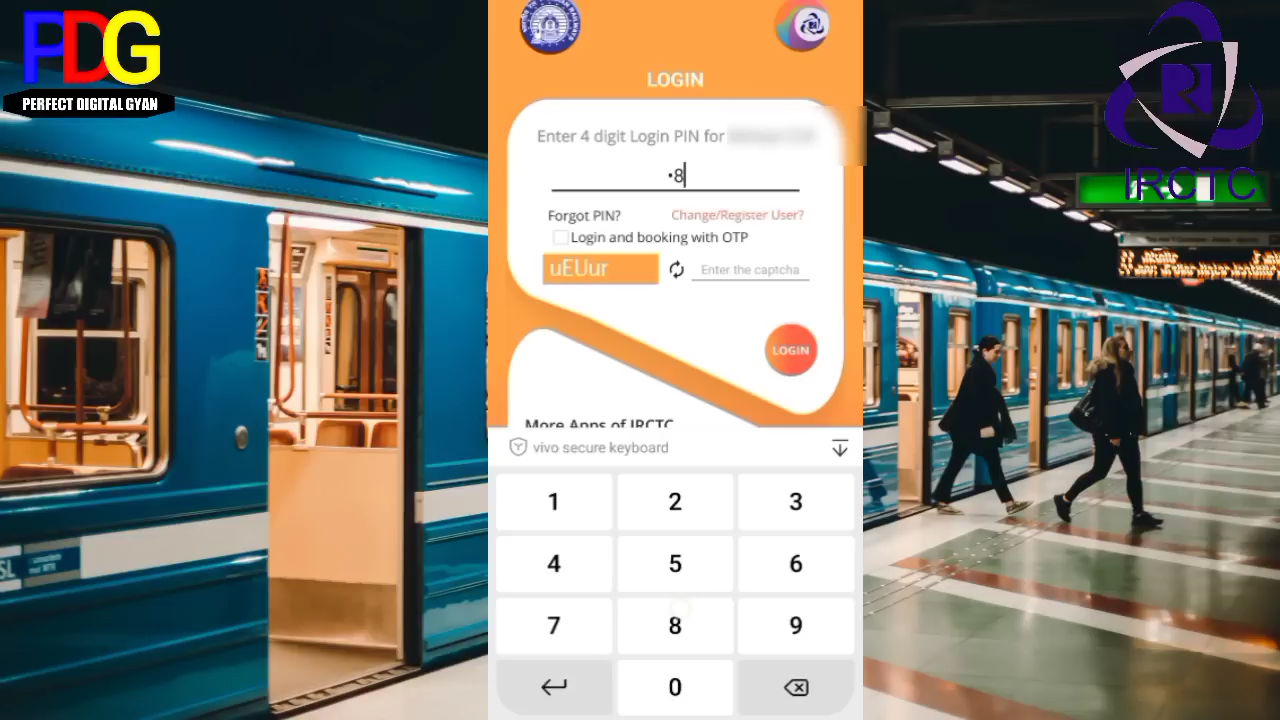 PDG
PERFECT DIGITAL GYAN
LOGIN
Enter 4 digit Login PIN for
•8
Forgot PIN?
Change/Register User?
Login and booking with OTP
uEUur
Enter the captcha
LOGIN
More Apps of IRCTC
vivo secure keyboard
1 2 3
4 5 6
7 8 9
0
IRCTC
SL